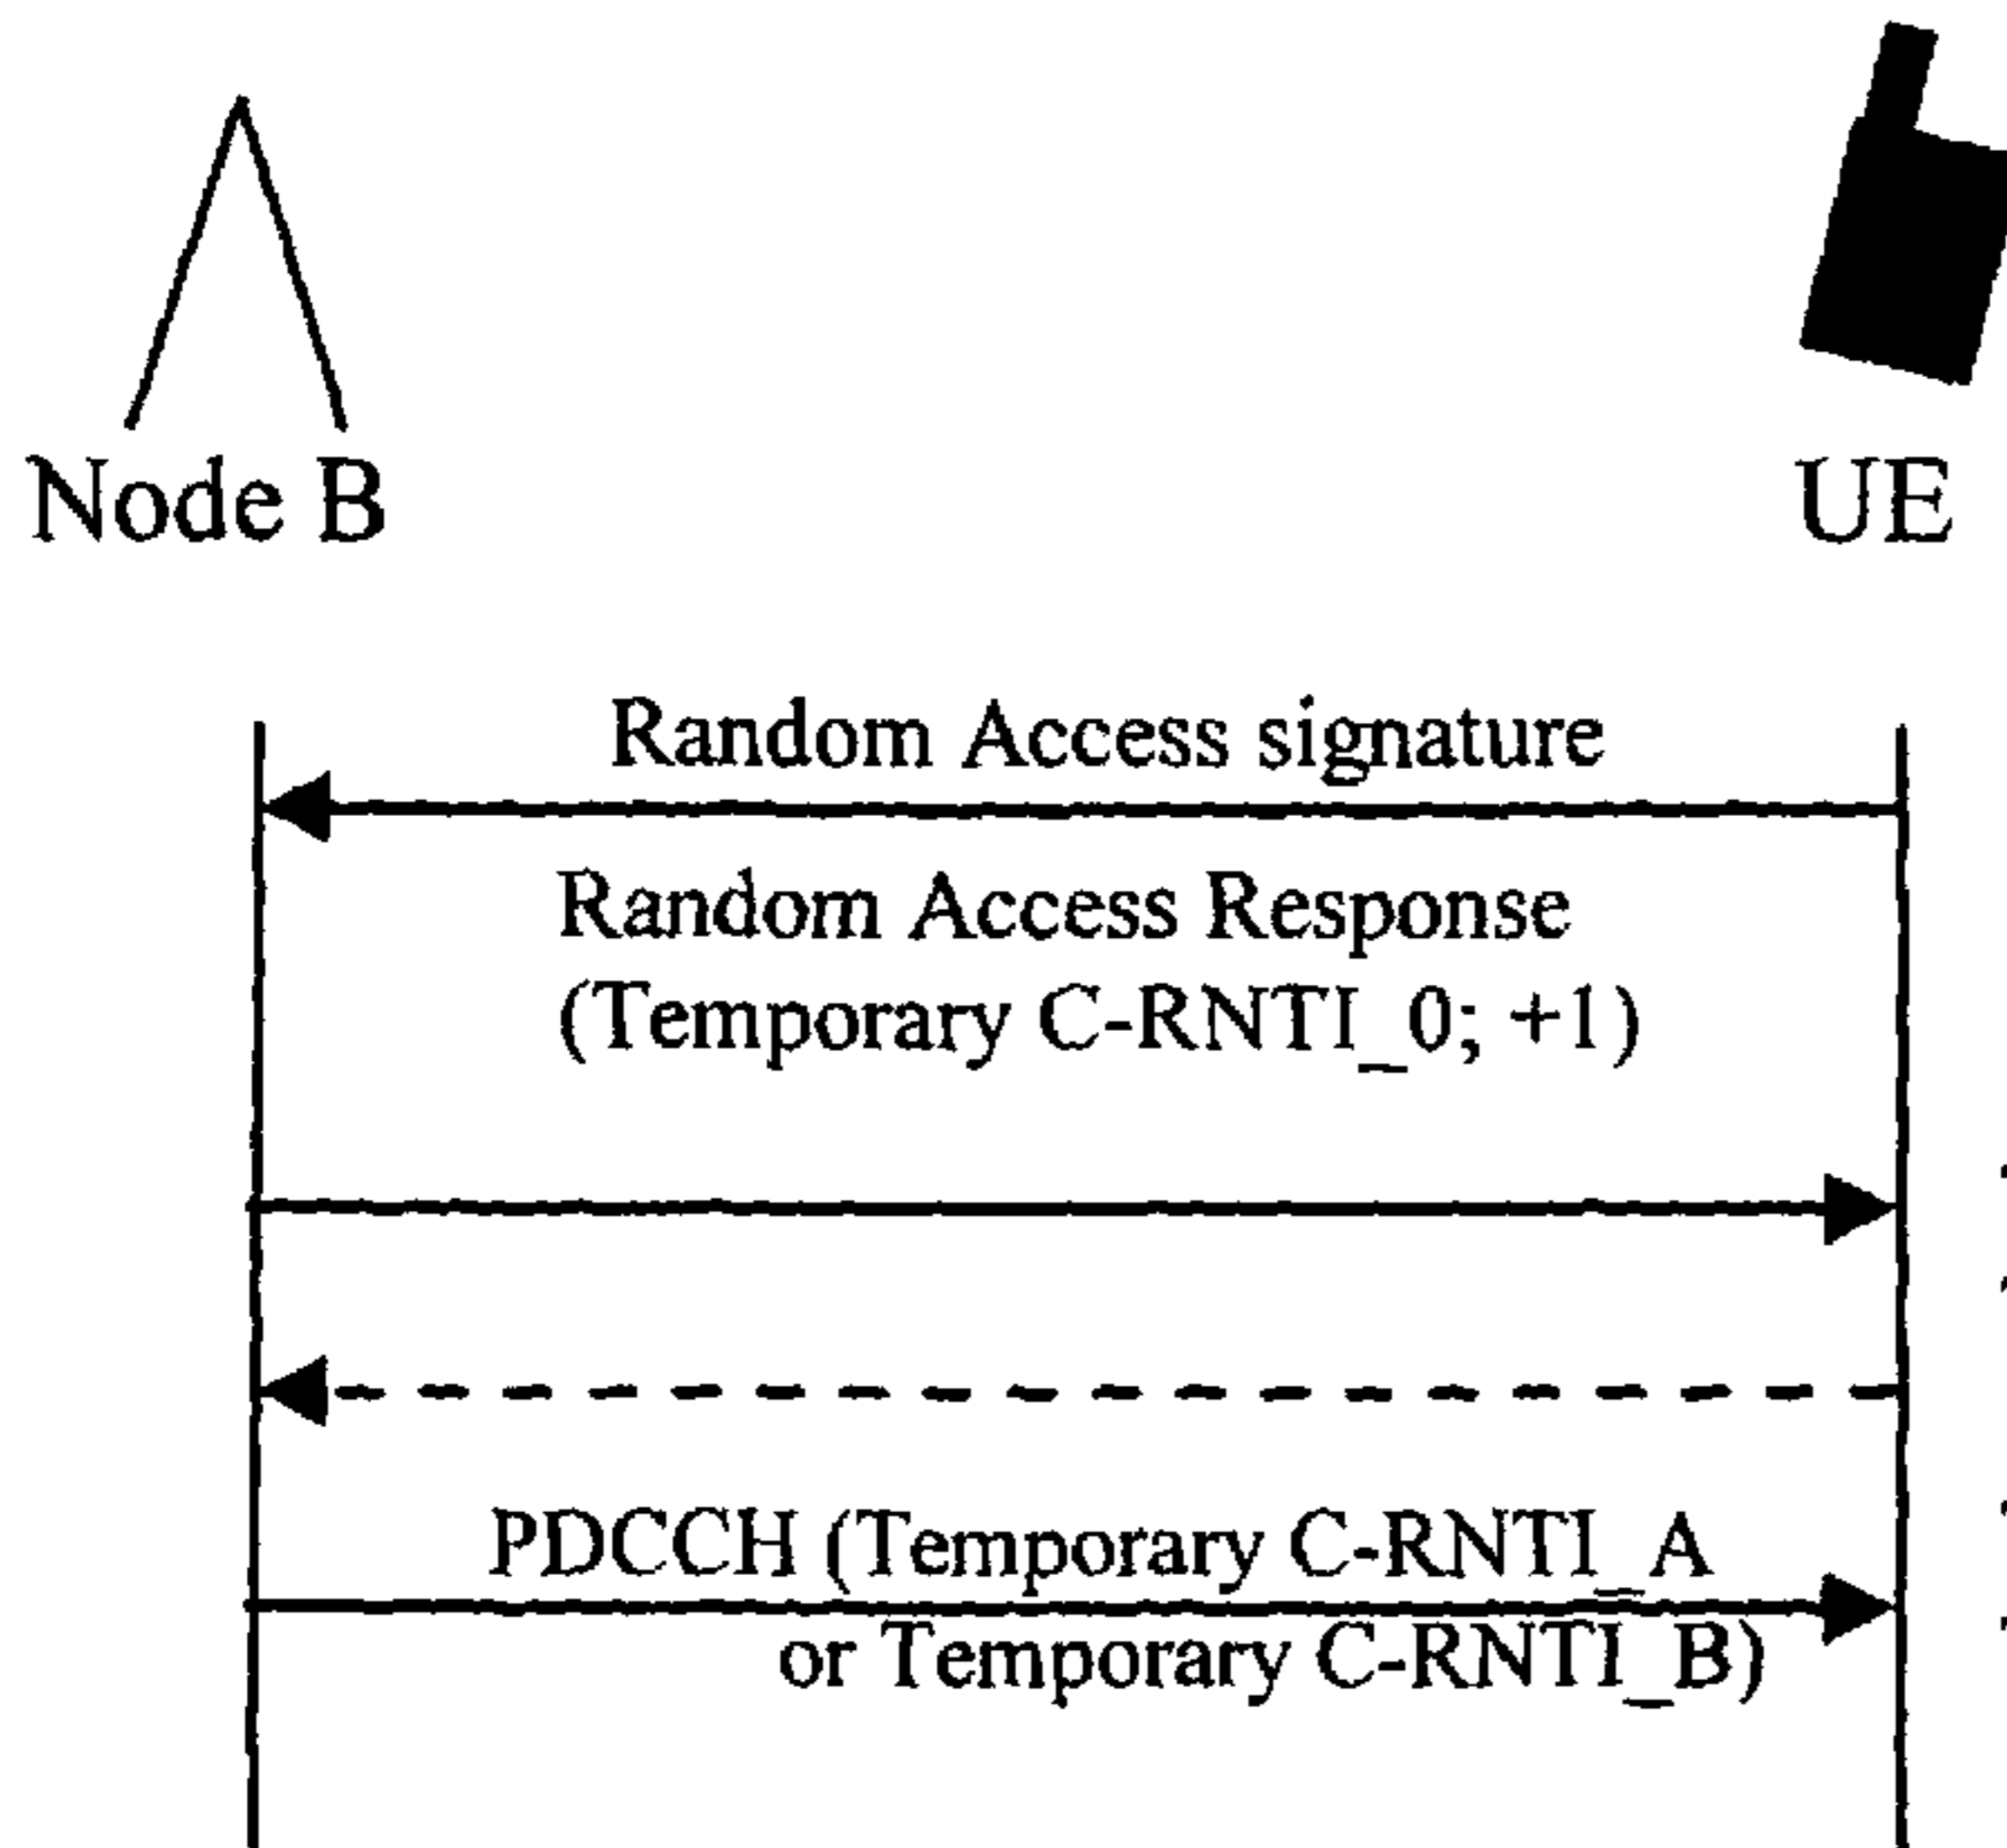 Node B
UE
Random Access signature
Random Access Response
(Temporary C-RNTI_0; +1)
PDCCH (Temporary C-RNTI_A
or Temporary C-RNTI_B)